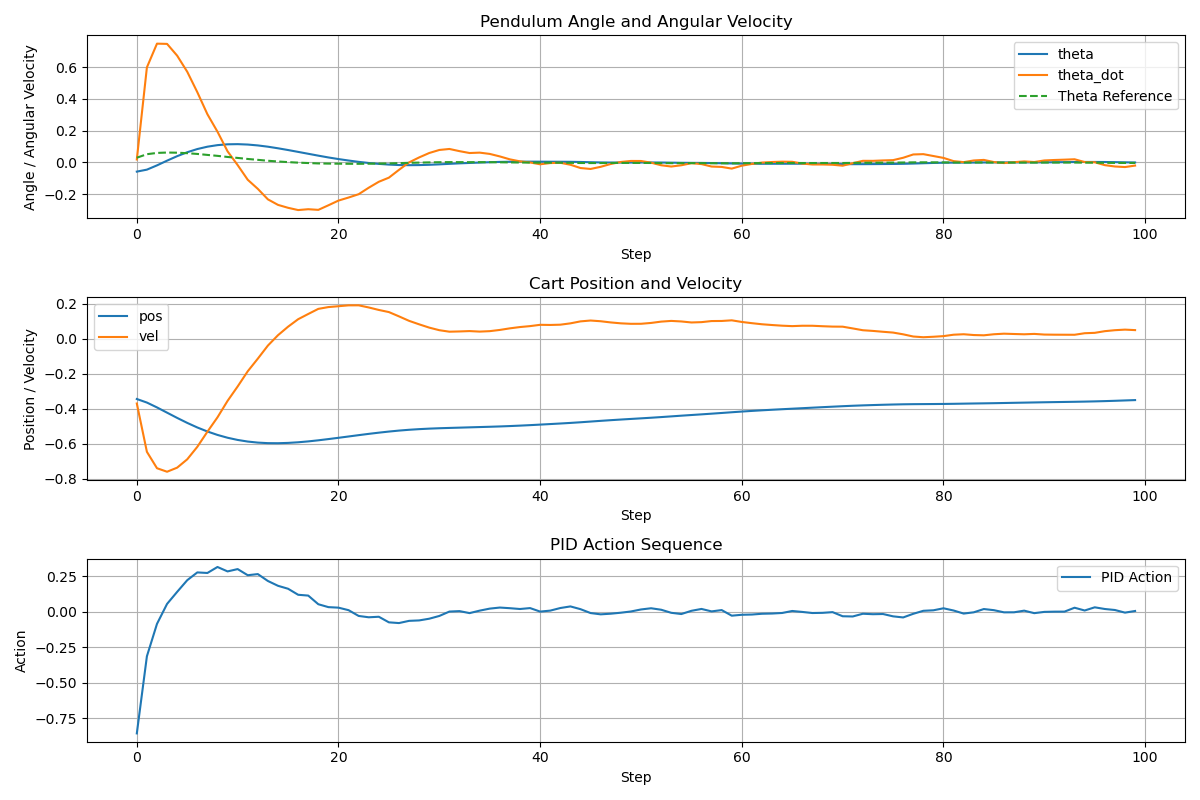 Pendulum Angle and Angular Velocity
Angle / Angular Velocity
0.6
0.4
0.2
0.0
−0.2
theta
theta_dot
Theta Reference
0
20
40
60
80
100
Step
Cart Position and Velocity
Position / Velocity
0.2
0.0
−0.2
−0.4
−0.6
−0.8
pos
vel
0
20
40
60
80
100
Step
PID Action Sequence
Action
0.25
0.00
−0.25
−0.50
−0.75
PID Action
0
20
40
60
80
100
Step